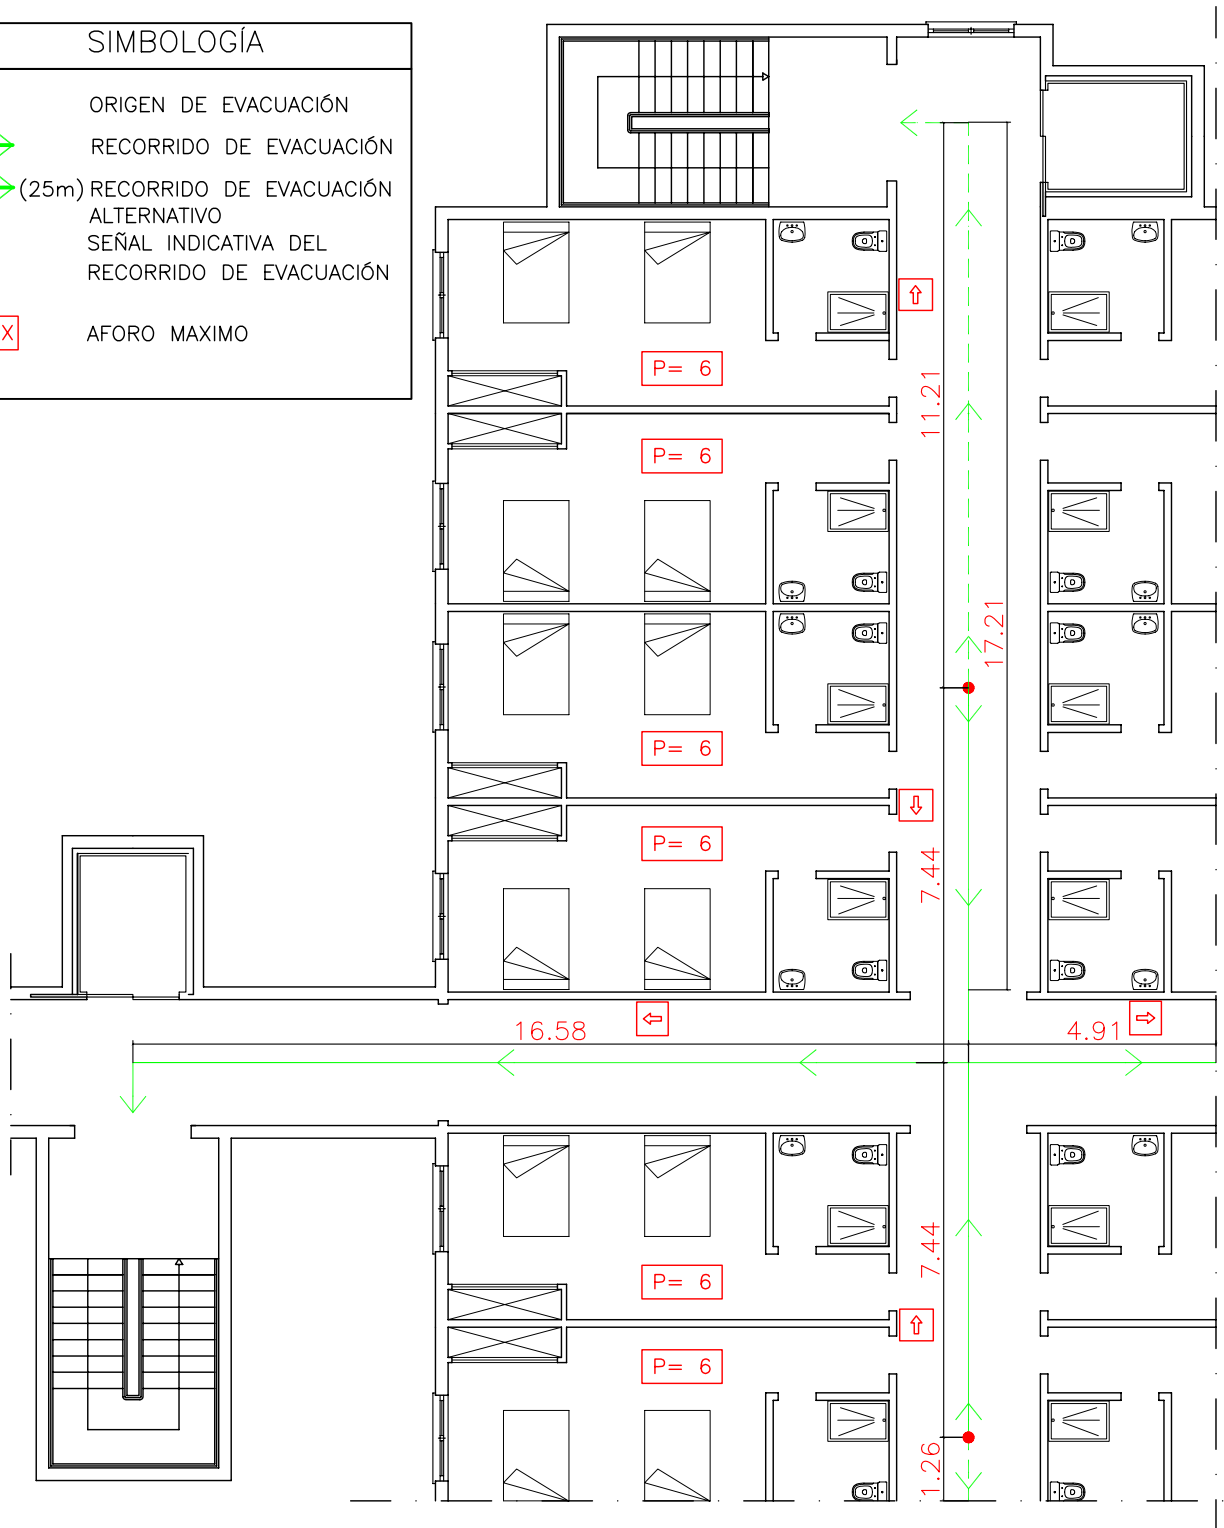 SIMBOLOGÍA
ORIGEN DE EVACUACIÓN
RECORRIDO DE EVACUACIÓN
(25m) RECORRIDO DE EVACUACIÓN
ALTERNATIVO
SEÑAL INDICATIVA DEL
RECORRIDO DE EVACUACIÓN
X AFORO MAXIMO
P= 6
11.21
P= 6
17.21
P= 6
P= 6
7.44
16.58
4.91
7.44
P= 6
P= 6
1.26